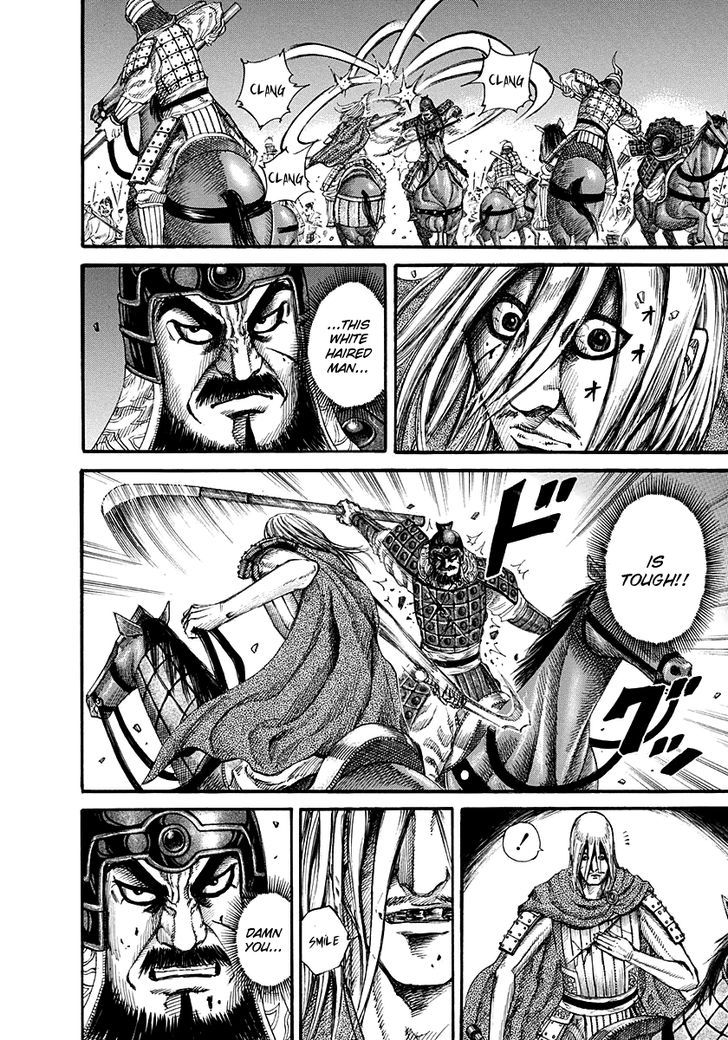 CLANG
CLANG
CLANG
オ
オ
オ
...THIS
WHITE
HAIRED
MAN...
IS
TOUGH!!
ドグッ
!
SMILE
DAMN
YOU...